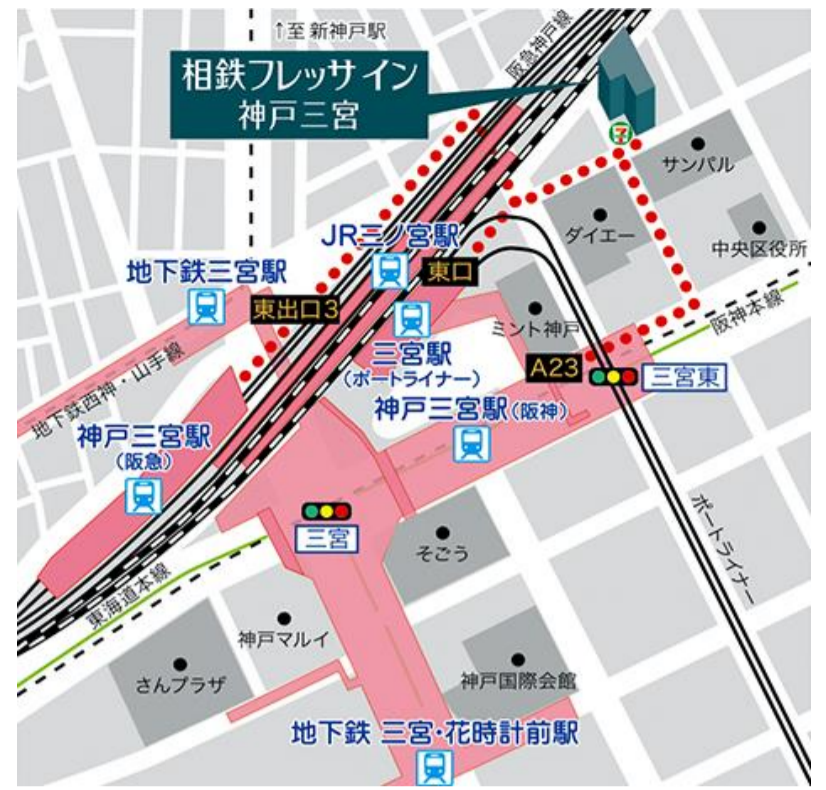 ↑至 新神戸駅
阪急神戸線
相鉄フレッサイン
神戸三宮
7
サンパル
ダイエー
中央区役所
JR三ノ宮駅
東口
地下鉄三宮駅
東出口3
ミント神戸
阪神本線
三宮駅
(ポートライナー)
A23
三宮東
地下鉄西神・山手線
神戸三宮駅(阪神)
神戸三宮駅
(阪急)
三宮
そごう
ポートライナー
東海道本線
神戸マルイ
さんプラザ
神戸国際会館
地下鉄 三宮・花時計前駅